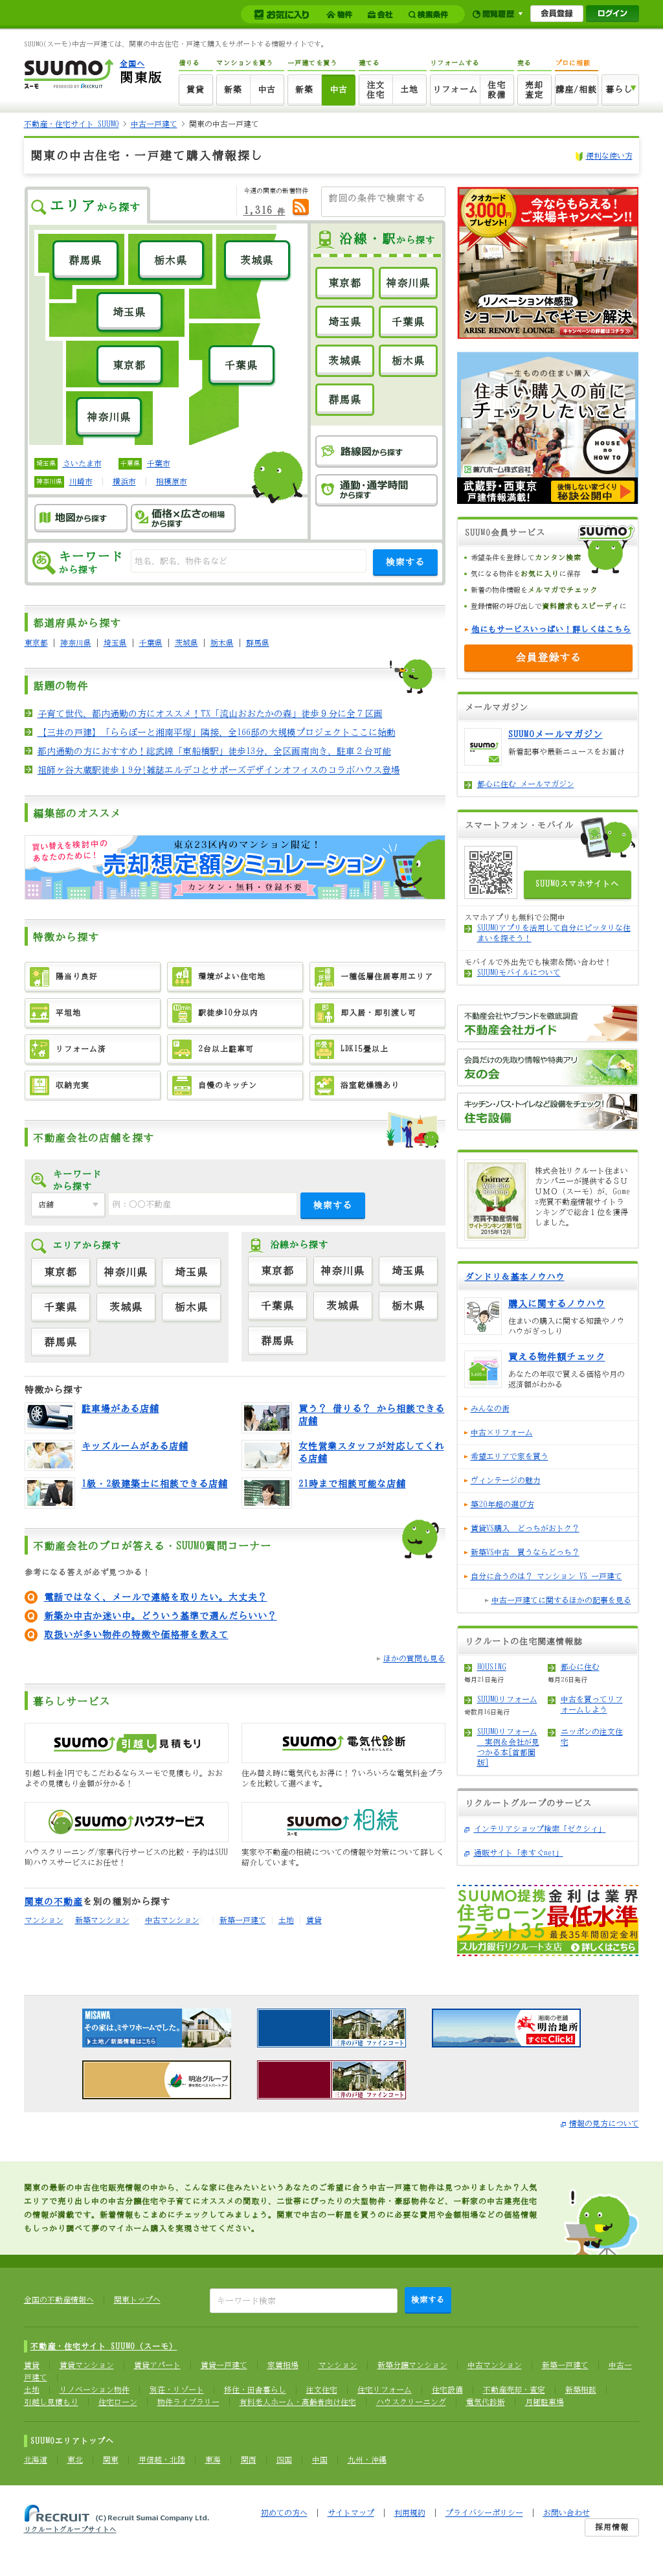 お気に入り 物件 会社 検索条件 閲覧履歴 会員登録 ログイン
SUUMO(スーモ)中古一戸建ては、関東の中古住宅・戸建て購入をサポートする情報サイトです。
SUUMO スーモ 全国へ 関東版
借りる マンションを買う 一戸建てを買う 建てる リフォームする 売る プロに相談
賃貸 新築 中古 新築 中古 注文住宅 土地 リフォーム 住宅設備 売却査定 講座/相談 暮らし
不動産・住宅サイト SUUMO > 中古一戸建て > 関東の中古一戸建て
関東の中古住宅・一戸建て購入情報探し
便利な使い方
エリアから探す
今週の関東の新着物件
1,316 件
前回の条件で検索する
群馬県 栃木県 茨城県
埼玉県
東京都 千葉県
神奈川県
埼玉県 さいたま市 千葉県 千葉市
神奈川県 川崎市 横浜市 相模原市
地図から探す
価格×広さの相場から探す
沿線・駅から探す
東京都 神奈川県
埼玉県 千葉県
茨城県 栃木県
群馬県
路線図から探す
通勤・通学時間から探す
キーワードから探す
地名、駅名、物件名など
検索する
都道府県から探す
東京都 | 神奈川県 | 埼玉県 | 千葉県 | 茨城県 | 栃木県 | 群馬県
話題の物件
子育て世代、都内通勤の方にオススメ！TX「流山おおたかの森」徒歩９分に全７区画
【三井の戸建】「ららぽーと湘南平塚」隣接、全166邸の大規模プロジェクトここに始動
都内通勤の方におすすめ！総武線「東船橋駅」徒歩13分、全区画南向き、駐車２台可能
祖師ヶ谷大蔵駅徒歩１9分!雑誌エルデコとサポーズデザインオフィスのコラボハウス登場
編集部のオススメ
買い替えを検討中のあなたのために！
東京23区内のマンション限定！
売却想定額シミュレーション
カンタン・無料・登録不要
特徴から探す
陽当り良好 環境がよい住宅地 一種低層住居専用エリア
平坦地 駅徒歩10分以内 即入居・即引渡し可
リフォーム済 2台以上駐車可 LDK15畳以上
収納充実 自慢のキッチン 浴室乾燥機あり
不動産会社の店舗を探す
キーワードから探す
店舗 例：〇〇不動産 検索する
エリアから探す
東京都 神奈川県 埼玉県
千葉県 茨城県 栃木県
群馬県
沿線から探す
東京都 神奈川県 埼玉県
千葉県 茨城県 栃木県
群馬県
特徴から探す
駐車場がある店舗
買う？ 借りる？ から相談できる店舗
キッズルームがある店舗
女性営業スタッフが対応してくれる店舗
1級・2級建築士に相談できる店舗
21時まで相談可能な店舗
不動産会社のプロが答える・SUUMO質問コーナー
参考になる答えが必ず見つかる！
Q 電話ではなく、メールで連絡を取りたい。大丈夫？
Q 新築か中古か迷い中。どういう基準で選んだらいい？
Q 取扱いが多い物件の特徴や価格帯を教えて
ほかの質問も見る
暮らしサービス
SUUMO引越し見積もり
引越し料金1円でもこだわるならスーモで見積もり。おおよその見積もり金額が分かる！
SUUMO電気代診断
住み替え時に電気代もお得に！？いろいろな電気料金プランを比較して選べます。
SUUMOハウスサービス
ハウスクリーニング/家事代行サービスの比較・予約はSUUMOハウスサービスにお任せ！
SUUMO相続
実家や不動産の相続についての情報や対策について詳しく紹介しています。
関東の不動産を別の種別から探す
マンション 新築マンション 中古マンション 新築一戸建て 土地 賃貸
クオカード3,000円プレゼント！
今ならもらえる！ご来場キャンペーン!!
リノベーション体感型
ショールームでギモン解決
ARISE RENOVE LOUNGE キャンペーンの詳細はコチラ
一生ものの住まい購入
住まい購入の前にチェックしたいこと
HOUSE no HOW TO
兼六ホーム株式会社
武蔵野・西東京 戸建情報満載！
後悔しない家づくり 秘訣公開中
SUUMO会員サービス
希望条件を登録してカンタン検索
気になる物件をお気に入りに保存
新着の物件情報をメルマガでチェック
登録情報の呼び出しで資料請求もスピーディに
他にもサービスいっぱい！詳しくはこちら
会員登録する
メールマガジン
SUUMOメールマガジン
新着記事や最新ニュースをお届け
都心に住む メールマガジン
スマートフォン・モバイル
SUUMOスマホサイトへ
スマホアプリも無料で公開中
SUUMOアプリを活用して自分にピッタリな住まいを探そう！
モバイルで外出先でも検索&問い合わせ！
SUUMOモバイルについて
不動産会社やブランドを徹底調査
不動産会社ガイド
会員だけの先取り情報や特典アリ
友の会
キッチン・バス・トイレなど設備をチェック！
住宅設備
Gomez
売買不動産情報サイトランキング1位 2015年12月
株式会社リクルート住まいカンパニーが提供するＳＵＵＭＯ（スーモ）が、Gomez売買不動産情報サイトランキングで総合１位を獲得しました。
ダンドリ＆基本ノウハウ
購入に関するノウハウ
住まいの購入に関する知識やノウハウがぎっしり
買える物件額チェック
あなたの年収で買える価格や月の返済額がわかる
みんなの街
中古×リフォーム
希望エリアで家を買う
ヴィンテージの魅力
築20年超の選び方
賃貸VS購入　どっちがおトク？
新築VS中古　買うならどっち？
自分に合うのは？ マンション VS 一戸建て
中古一戸建てに関するほかの記事を見る
リクルートの住宅関連情報誌
HOUSING 毎月21日発行
都心に住む 毎月26日発行
SUUMOリフォーム 奇数月16日発行
中古を買ってリフォームしよう
SUUMOリフォーム　実例＆会社が見つかる本[首都圏版]
ニッポンの注文住宅
リクルートグループのサービス
インテリアショップ検索「ゼクシィ」
通販サイト「赤すぐnet」
SUUMO提携 住宅ローン フラット35
金利は業界最低水準
最長35年間固定金利
スルガ銀行リクルート支店 詳しくはこちら
MISAWA その家は、ミサワホームでした。
土地/新築情報はこちら
三井の戸建 ファインコート
湘南の老舗 明治地所 すぐにClick!
明治グループ
三井の戸建 ファインコート
情報の見方について
関東の最新の中古住宅販売情報の中から、こんな家に住みたいというあなたのご希望に合う中古一戸建て物件は見つかりましたか？人気エリアで売り出し中の中古分譲住宅や子育てにオススメの間取り、二世帯にぴったりの大型物件・豪邸物件など、一軒家の中古建売住宅の情報が満載です。新着情報もこまめにチェックしてみましょう。関東で中古の一軒屋を買うのに必要な費用や金額相場などの価格情報もしっかり調べて夢のマイホーム購入を実現させてください。
全国の不動産情報へ 関東トップへ キーワード検索 検索する
不動産・住宅サイト SUUMO（スーモ）
賃貸 賃貸マンション 賃貸アパート 賃貸一戸建て 家賃相場 マンション 新築分譲マンション 中古マンション 新築一戸建て 中古一戸建て
土地 リノベーション物件 別荘・リゾート 移住・田舎暮らし 注文住宅 住宅リフォーム 住宅設備 不動産売却・査定 新築相談
引越し見積もり 住宅ローン 物件ライブラリー 有料老人ホーム・高齢者向け住宅 ハウスクリーニング 電気代診断 月極駐車場
SUUMOエリアトップへ
北海道 東北 関東 甲信越・北陸 東海 関西 四国 中国 九州・沖縄
RECRUIT (C)Recruit Sumai Company Ltd.
リクルートグループサイトへ
初めての方へ | サイトマップ | 利用規約 | プライバシーポリシー | お問い合わせ
採用情報